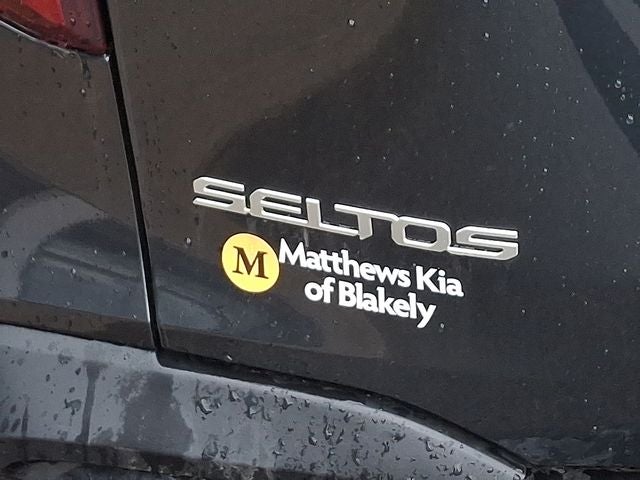 SELTOS
M
Matthews Kia
of Blakely